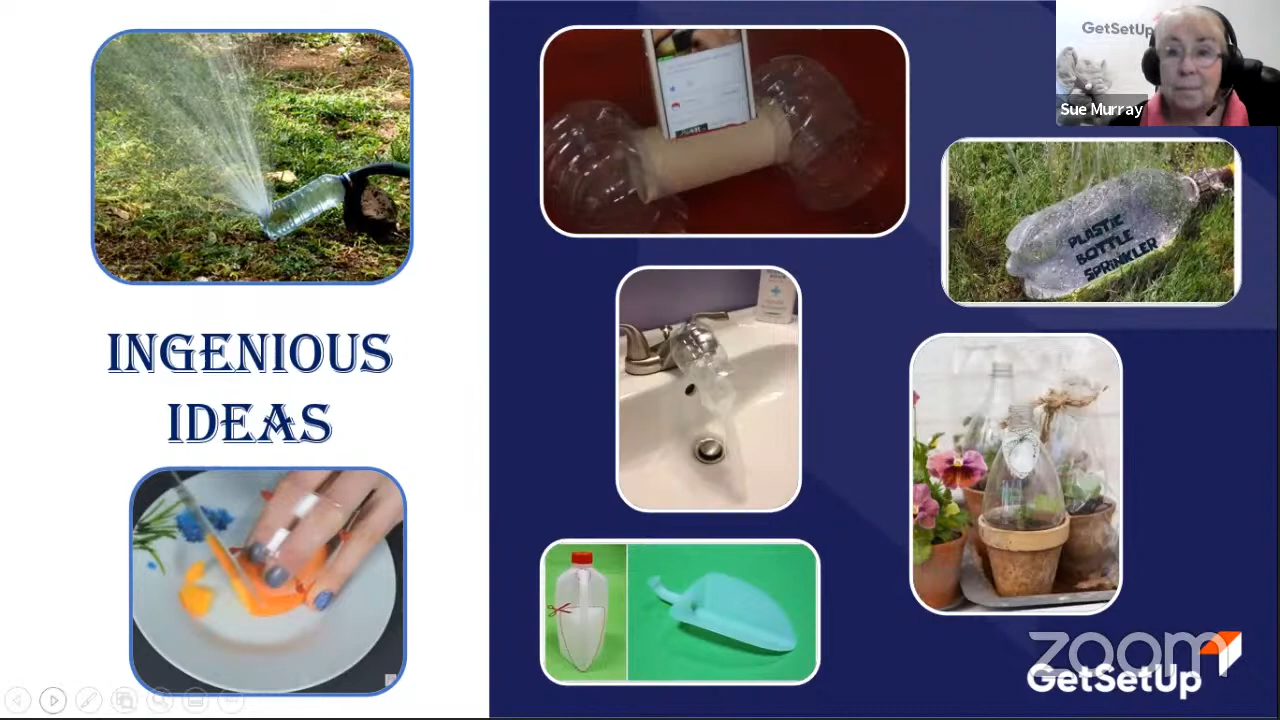 INGENIOUS
IDEAS
GetSetUp
Sue Murray
PLASTIC
BOTTLE
SPRINKLER
zoom
GetSetUp